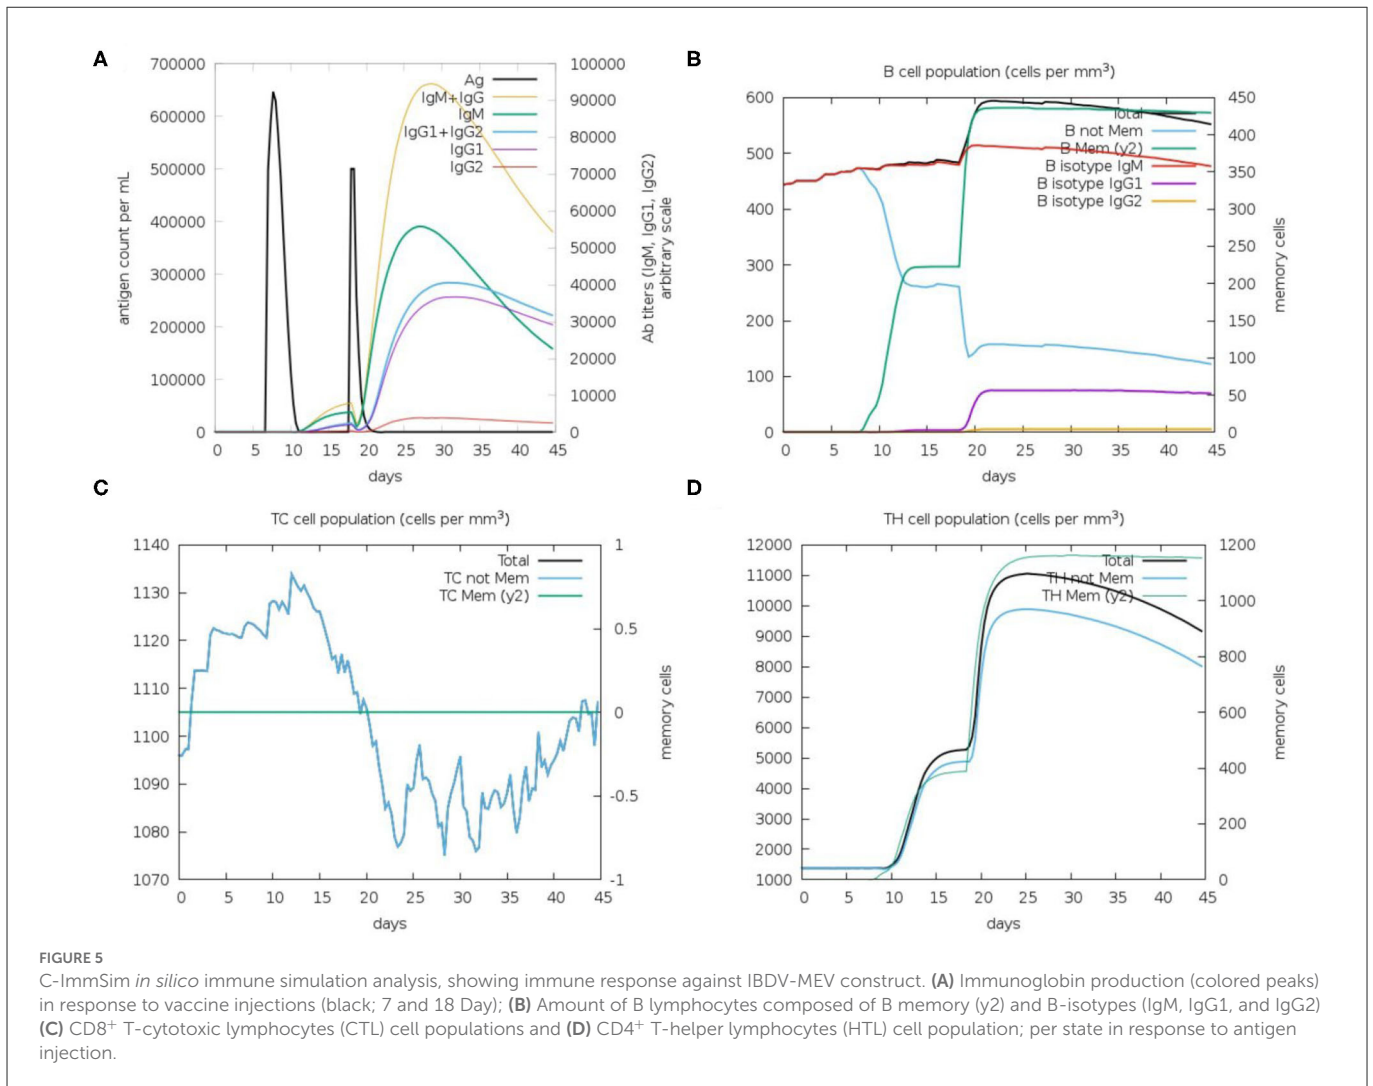 A
700000
600000
500000
400000
300000
200000
100000
0
antigen count per mL
0 5 10 15 20 25 30 35 40 45
days
100000
90000
80000
70000
60000
50000
40000
30000
20000
10000
0
Ab titers (IgM, IgG1, IgG2)
arbitrary scale
Ag
IgM+IgG
IgM
IgG1+IgG2
IgG1
IgG2
B
B cell population (cells per mm³)
600
500
400
300
200
100
0
0 5 10 15 20 25 30 35 40 45
days
450
400
350
300
250
200
150
100
50
0
memory cells
Total
B not Mem
B Mem (y2)
B isotype IgM
B isotype IgG1
B isotype IgG2
C
TC cell population (cells per mm³)
1140
1130
1120
1110
1100
1090
1080
1070
0 5 10 15 20 25 30 35 40 45
days
1
0.5
0
-0.5
-1
memory cells
Total
TC not Mem
TC Mem (y2)
D
TH cell population (cells per mm³)
12000
11000
10000
9000
8000
7000
6000
5000
4000
3000
2000
1000
0 5 10 15 20 25 30 35 40 45
days
1200
1000
800
600
400
200
0
memory cells
Total
TH not Mem
TH Mem (y2)
FIGURE 5
C-ImmSim in silico immune simulation analysis, showing immune response against IBDV-MEV construct. (A) Immunoglobin production (colored peaks)
in response to vaccine injections (black; 7 and 18 Day); (B) Amount of B lymphocytes composed of B memory (y2) and B-isotypes (IgM, IgG1, and IgG2)
(C) CD8⁺ T-cytotoxic lymphocytes (CTL) cell populations and (D) CD4⁺ T-helper lymphocytes (HTL) cell population; per state in response to antigen
injection.